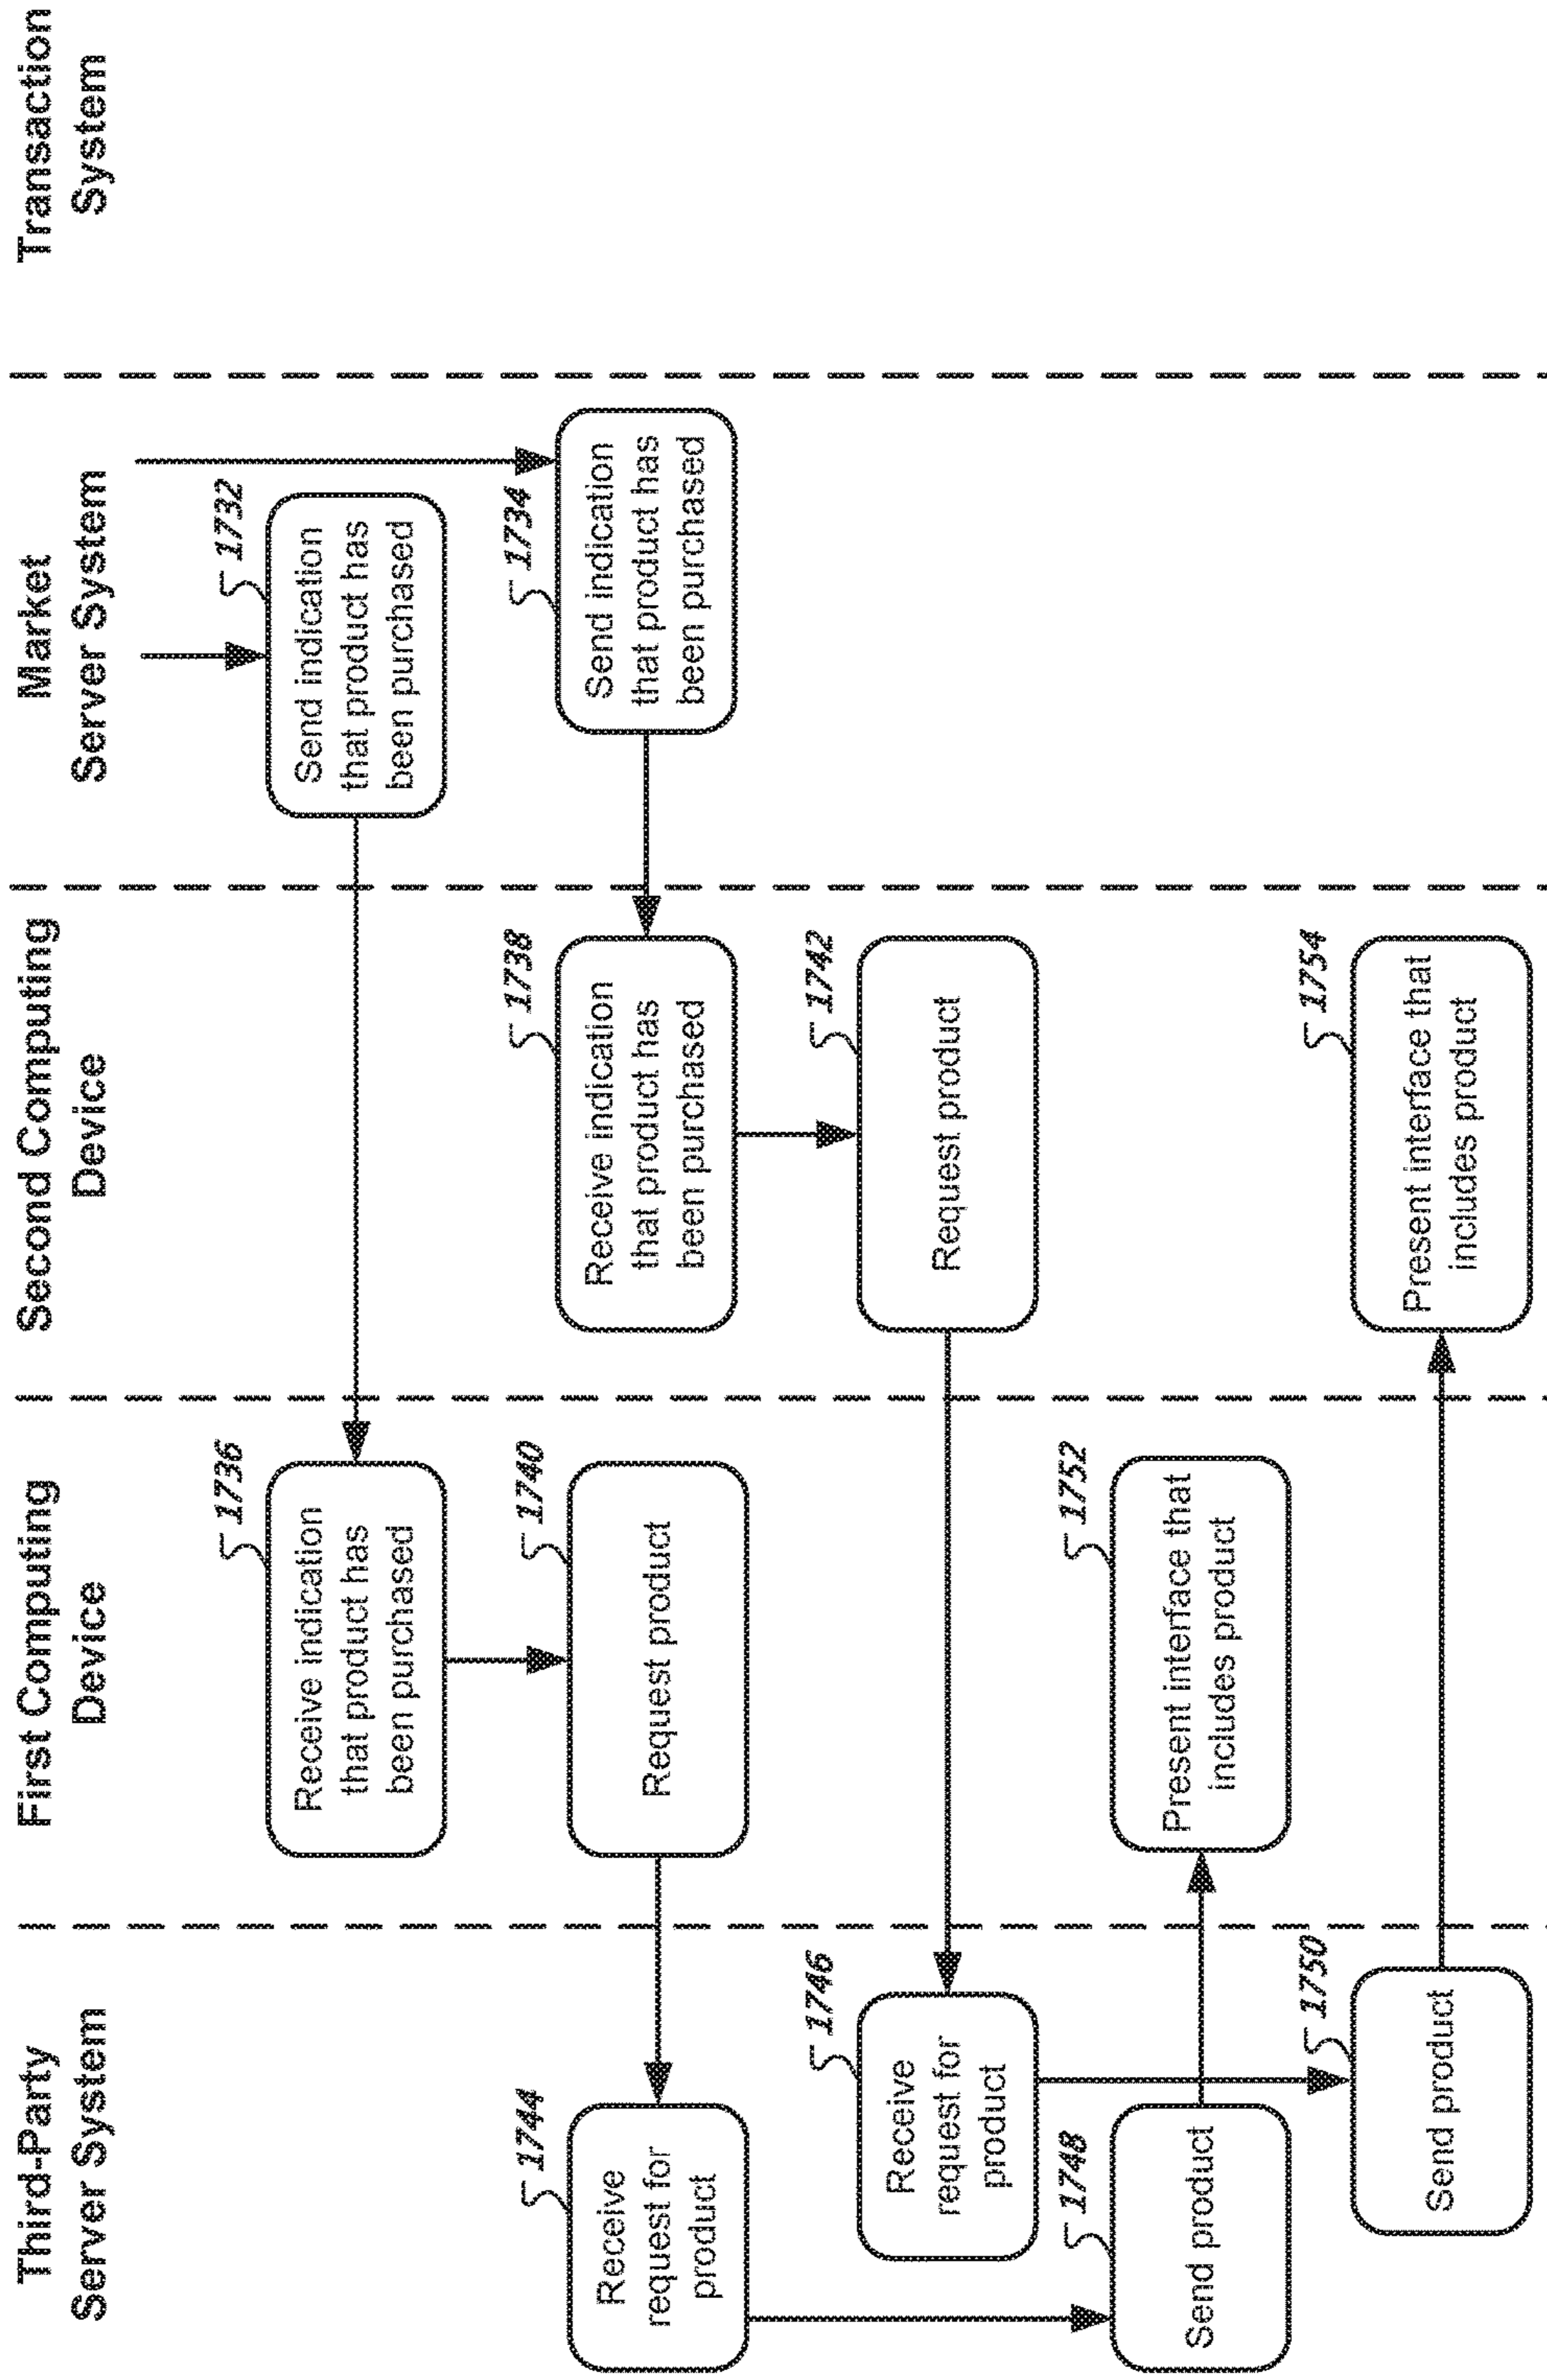 Third-Party
Server System
First Computing
Device
Second Computing
Device
Market
Server System
Transaction
System
1732
Send indication
that product has
been purchased
1736
Receive indication
that product has
been purchased
1734
Send indication
that product has
been purchased
1738
Receive indication
that product has
been purchased
1740
Request product
1744
Receive
request for
product
1742
Request product
1746
Receive
request for
product
1748
Send product
1752
Present interface that
includes product
1750
Send product
1754
Present interface that
includes product